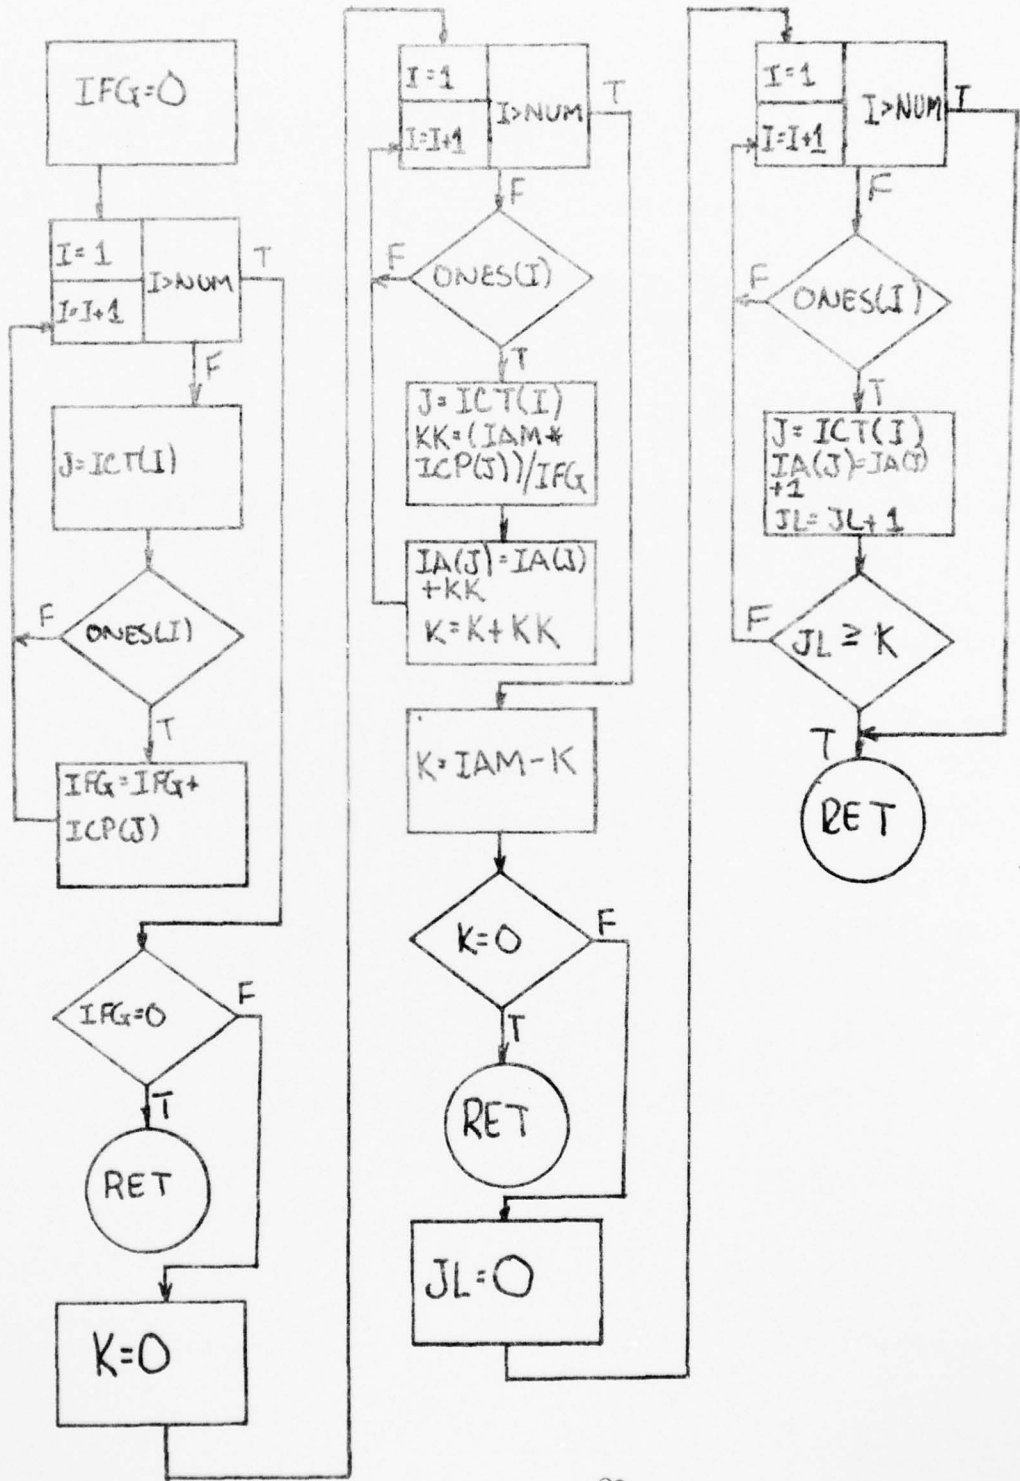 IFG=0
I=1
I=I+1
I>NUM
T
F
J=ICT(I)
ONES(I)
F
T
IFG=IFG+
ICP(J)
IFG=0
F
T
RET
K=0
I=1
I=I+1
I>NUM
T
F
ONES(I)
F
T
J=ICT(I)
KK=(IAM*
ICP(J))/IFG
IA(J)=IA(J)
+KK
K=K+KK
K=IAM-K
K=0
F
T
RET
JL=0
I=1
I=I+1
I>NUM
T
F
ONES(I)
F
T
J=ICT(I)
IA(J)=IA(J)
+1
JL=JL+1
JL≥K
F
T
RET